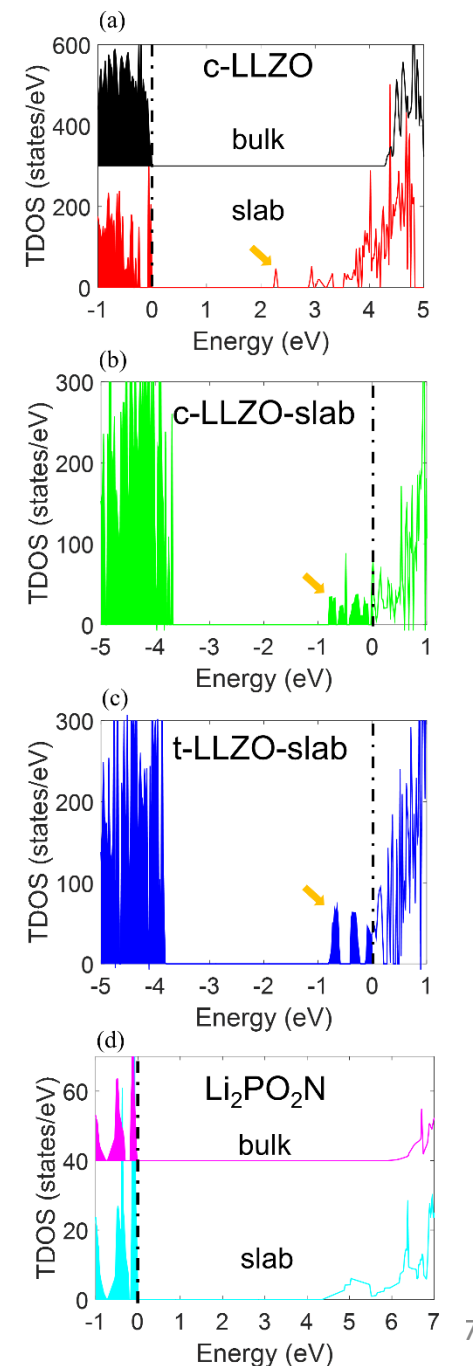 (a)
600
c-LLZO
400
bulk
200
slab
0
-1 0 1 2 3 4 5
TDOS (states/eV)
Energy (eV)
(b)
300
c-LLZO-slab
200
100
0
-5 -4 -3 -2 -1 0 1
TDOS (states/eV)
Energy (eV)
(c)
300
t-LLZO-slab
200
100
0
-5 -4 -3 -2 -1 0 1
TDOS (states/eV)
Energy (eV)
(d)
Li₂PO₂N
60
bulk
40
20
slab
0
-1 0 1 2 3 4 5 6 7
TDOS (states/eV)
Energy (eV)
7